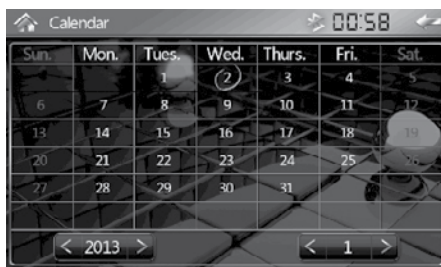 Calendar 00:58
Sun. Mon. Tues. Wed. Thurs. Fri. Sat.
1 2 3 4 5
6 7 8 9 10 11 12
13 14 15 16 17 18 19
20 21 22 23 24 25 26
27 28 29 30 31
< 2013 > < 1 >